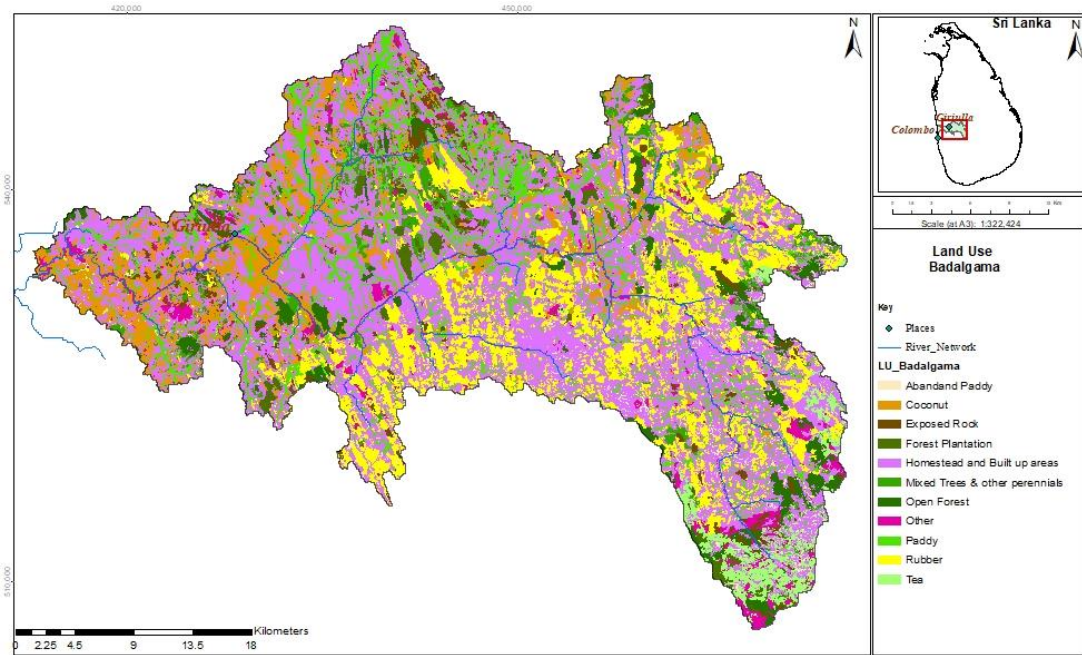 420,000
450,000
N
540,000
510,000
Giriulla
Kilometers
0 2.25 4.5 9 13.5 18
Sri Lanka
N
Giriulla
Colombo
Scale (at A3): 1:322,424
Land Use
Badalgama
Key
Places
River_Network
LU_Badalgama
Abandand Paddy
Coconut
Exposed Rock
Forest Plantation
Homestead and Built up areas
Mixed Trees & other perennials
Open Forest
Other
Paddy
Rubber
Tea